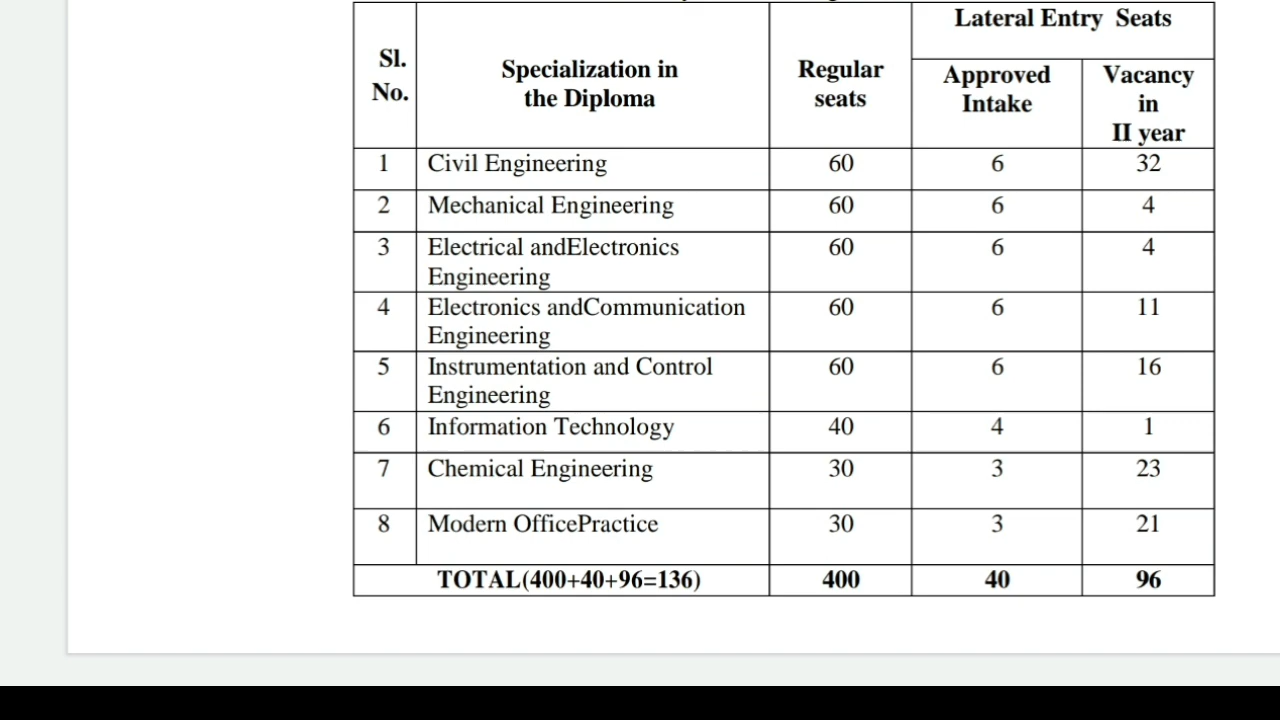 Lateral Entry Seats
Sl. No.
Specialization in the Diploma
Regular seats
Approved Intake
Vacancy in II year
1 Civil Engineering 60 6 32
2 Mechanical Engineering 60 6 4
3 Electrical andElectronics 60 6 4
Engineering
4 Electronics andCommunication 60 6 11
Engineering
5 Instrumentation and Control 60 6 16
Engineering
6 Information Technology 40 4 1
7 Chemical Engineering 30 3 23
8 Modern OfficePractice 30 3 21
TOTAL(400+40+96=136) 400 40 96